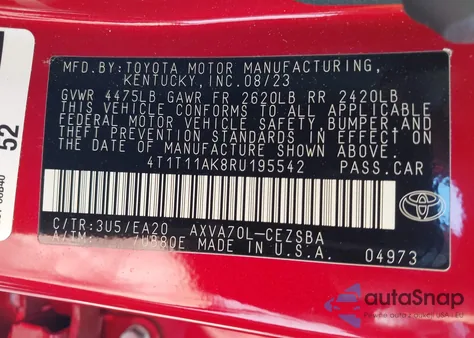 MFD.BY:TOYOTA MOTOR MANUFACTURING,
KENTUCKY, INC. 08/23
GVWR 4475LB GAWR FR 2620LB RR 2420LB
THIS VEHICLE CONFORMS TO ALL APPLICABLE
FEDERAL MOTOR VEHICLE SAFETY, BUMPER, AND
THEFT PREVENTION STANDARDS IN EFFECT ON
THE DATE OF MANUFACTURE SHOWN ABOVE.
4T1T11AK8RU195542 PASS.CAR
C/TR:3U5/EA20 AXVA70L-CEZSBA
A/TM: /U880E MADE IN U.S.A. 04973
52
autoSnap